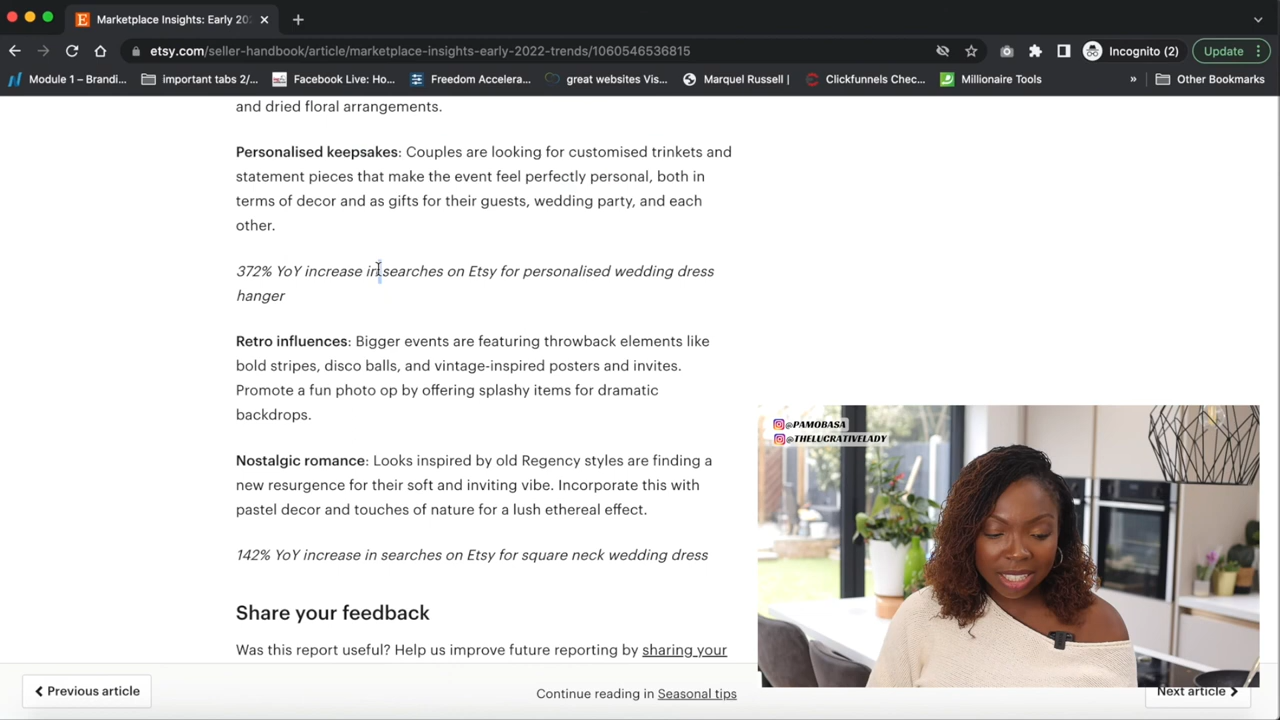 Marketplace Insights: Early 202
etsy.com/seller-handbook/article/marketplace-insights-early-2022-trends/1060546536815
Incognito (2)
Update
Module 1 – Brandi...
important tabs 2/...
Facebook Live: Ho...
Freedom Accelera...
great websites Vis...
Marquel Russell |
Clickfunnels Chec...
Millionaire Tools
»
Other Bookmarks
and dried floral arrangements.
Personalised keepsakes: Couples are looking for customised trinkets and
statement pieces that make the event feel perfectly personal, both in
terms of decor and as gifts for their guests, wedding party, and each
other.
372% YoY increase in searches on Etsy for personalised wedding dress
hanger
Retro influences: Bigger events are featuring throwback elements like
bold stripes, disco balls, and vintage-inspired posters and invites.
Promote a fun photo op by offering splashy items for dramatic
backdrops.
Nostalgic romance: Looks inspired by old Regency styles are finding a
new resurgence for their soft and inviting vibe. Incorporate this with
pastel decor and touches of nature for a lush ethereal effect.
142% YoY increase in searches on Etsy for square neck wedding dress
Share your feedback
Was this report useful? Help us improve future reporting by sharing your
@PAMOBASA
@THELUCRATIVELADY
Previous article
Continue reading in Seasonal tips
Next article